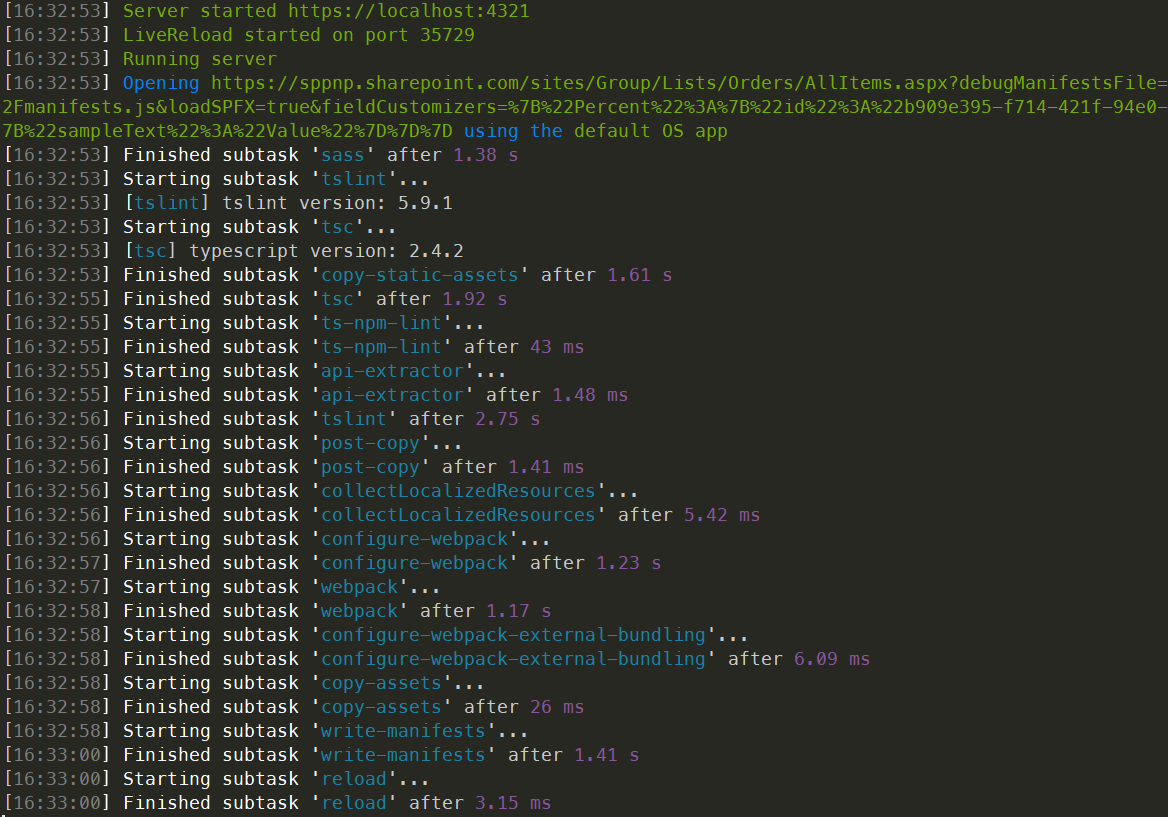 [16:32:53] Server started https://localhost:4321
[16:32:53] LiveReload started on port 35729
[16:32:53] Running server
[16:32:53] Opening https://sppnp.sharepoint.com/sites/Group/Lists/Orders/AllItems.aspx?debugManifestsFile=
2Fmanifests.js&loadSPFX=true&fieldCustomizers=%7B%22Percent%22%3A%7B%22id%22%3A%22b909e395-f714-421f-94e0-
7B%22sampleText%22%3A%22Value%22%7D%7D%7D using the default OS app
[16:32:53] Finished subtask 'sass' after 1.38 s
[16:32:53] Starting subtask 'tslint'...
[16:32:53] [tslint] tslint version: 5.9.1
[16:32:53] Starting subtask 'tsc'...
[16:32:53] [tsc] typescript version: 2.4.2
[16:32:53] Finished subtask 'copy-static-assets' after 1.61 s
[16:32:55] Finished subtask 'tsc' after 1.92 s
[16:32:55] Starting subtask 'ts-npm-lint'...
[16:32:55] Finished subtask 'ts-npm-lint' after 43 ms
[16:32:55] Starting subtask 'api-extractor'...
[16:32:55] Finished subtask 'api-extractor' after 1.48 ms
[16:32:56] Finished subtask 'tslint' after 2.75 s
[16:32:56] Starting subtask 'post-copy'...
[16:32:56] Finished subtask 'post-copy' after 1.41 ms
[16:32:56] Starting subtask 'collectLocalizedResources'...
[16:32:56] Finished subtask 'collectLocalizedResources' after 5.42 ms
[16:32:56] Starting subtask 'configure-webpack'...
[16:32:57] Finished subtask 'configure-webpack' after 1.23 s
[16:32:57] Starting subtask 'webpack'...
[16:32:58] Finished subtask 'webpack' after 1.17 s
[16:32:58] Starting subtask 'configure-webpack-external-bundling'...
[16:32:58] Finished subtask 'configure-webpack-external-bundling' after 6.09 ms
[16:32:58] Starting subtask 'copy-assets'...
[16:32:58] Finished subtask 'copy-assets' after 26 ms
[16:32:58] Starting subtask 'write-manifests'...
[16:33:00] Finished subtask 'write-manifests' after 1.41 s
[16:33:00] Starting subtask 'reload'...
[16:33:00] Finished subtask 'reload' after 3.15 ms